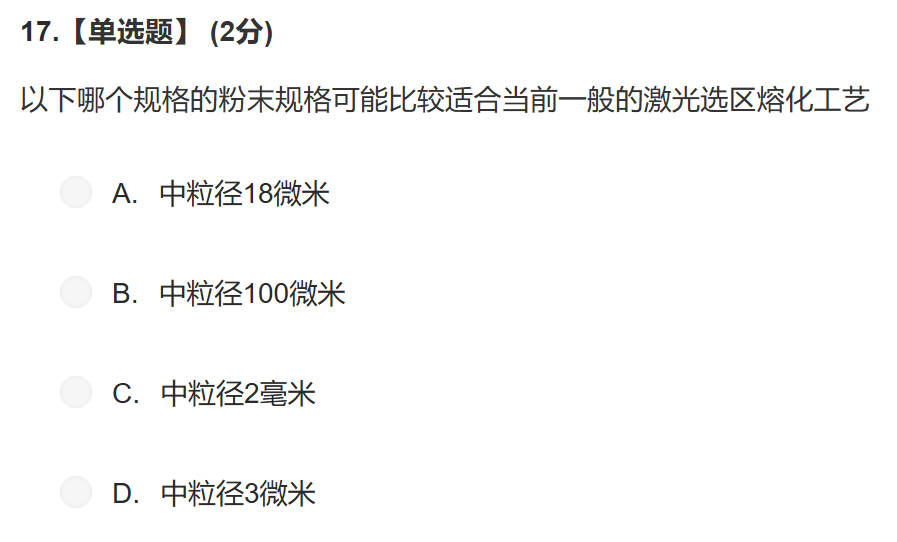 17.【单选题】 (2分)
以下哪个规格的粉末规格可能比较适合当前一般的激光选区熔化工艺
A. 中粒径18微米
B. 中粒径100微米
C. 中粒径2毫米
D. 中粒径3微米